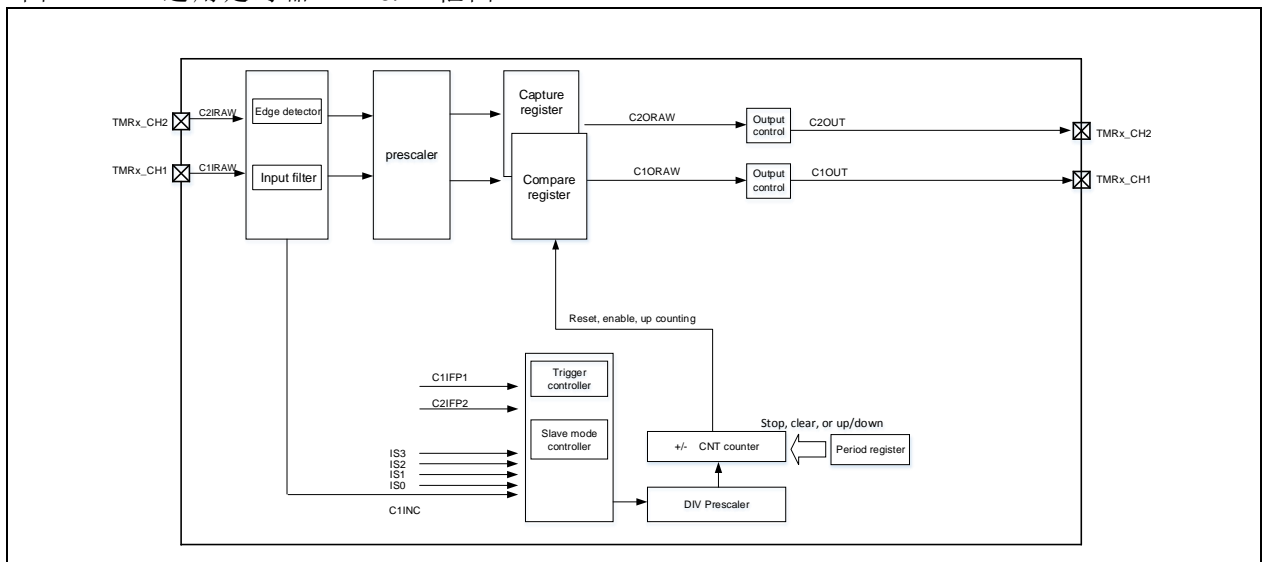 TMRx_CH2
C2IRAW
Edge detector
TMRx_CH1
C1IRAW
Input filter
prescaler
Capture
register
Compare
register
C2ORAW
Output
control
C2OUT
TMRx_CH2
C1ORAW
Output
control
C1OUT
TMRx_CH1
Reset, enable, up counting
C1IFP1
C2IFP2
Trigger
controller
Slave mode
controller
IS3
IS2
IS1
IS0
C1INC
Stop, clear, or up/down
+/- CNT counter
Period register
DIV Prescaler